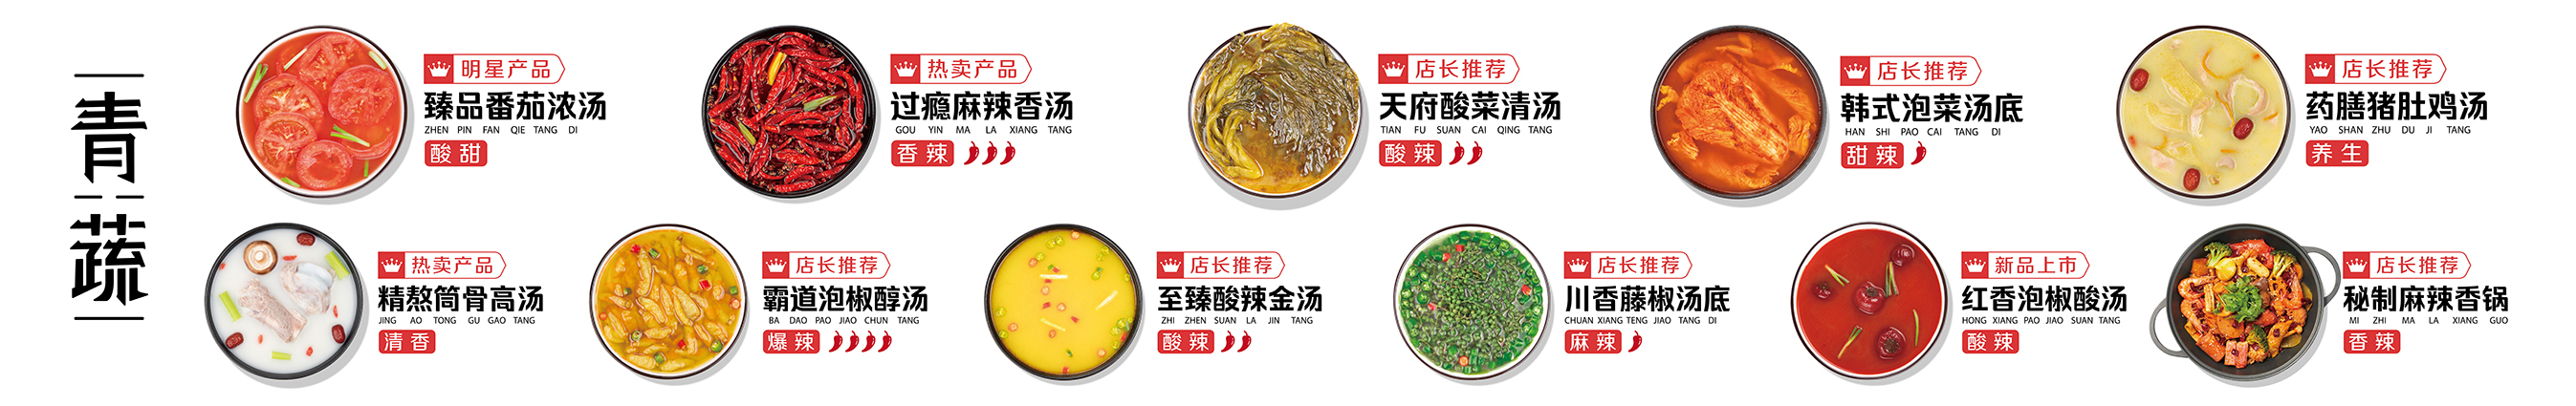 青蔬
明星产品
臻品番茄浓汤
ZHEN PIN FAN QIE TANG DI
酸甜
热卖产品
过瘾麻辣香汤
GOU YIN MA LA XIANG TANG
香辣
店长推荐
天府酸菜清汤
TIAN FU SUAN CAI QING TANG
酸辣
店长推荐
韩式泡菜汤底
HAN SHI PAO CAI TANG DI
甜辣
店长推荐
药膳猪肚鸡汤
YAO SHAN ZHU DU JI TANG
养生
热卖产品
精熬筒骨高汤
JING AO TONG GU GAO TANG
清香
店长推荐
霸道泡椒醇汤
BA DAO PAO JIAO CHUN TANG
爆辣
店长推荐
至臻酸辣金汤
ZHI ZHEN SUAN LA JIN TANG
酸辣
店长推荐
川香藤椒汤底
CHUAN XIANG TENG JIAO TANG DI
麻辣
新品上市
红香泡椒酸汤
HONG XIANG PAO JIAO SUAN TANG
酸辣
店长推荐
秘制麻辣香锅
MI ZHI MA LA XIANG GUO
香辣